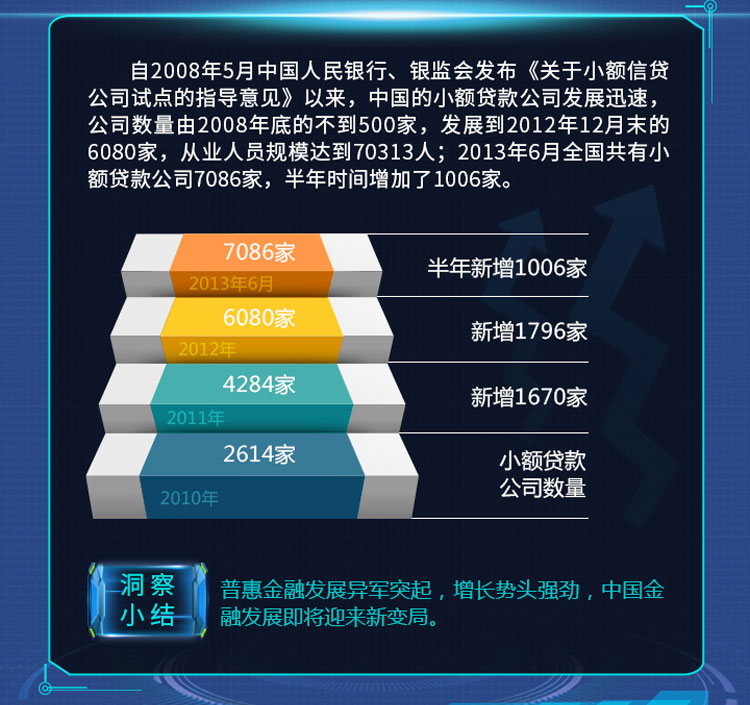 自2008年5月中国人民银行、银监会发布《关于小额信贷
公司试点的指导意见》以来，中国的小额贷款公司发展迅速，
公司数量由2008年底的不到500家，发展到2012年12月末的
6080家，从业人员规模达到70313人；2013年6月全国共有小
额贷款公司7086家，半年时间增加了1006家。
7086家
2013年6月
半年新增1006家
6080家
2012年
新增1796家
4284家
2011年
新增1670家
2614家
2010年
小额贷款
公司数量
洞察
小结
普惠金融发展异军突起，增长势头强劲，中国金
融发展即将迎来新变局。